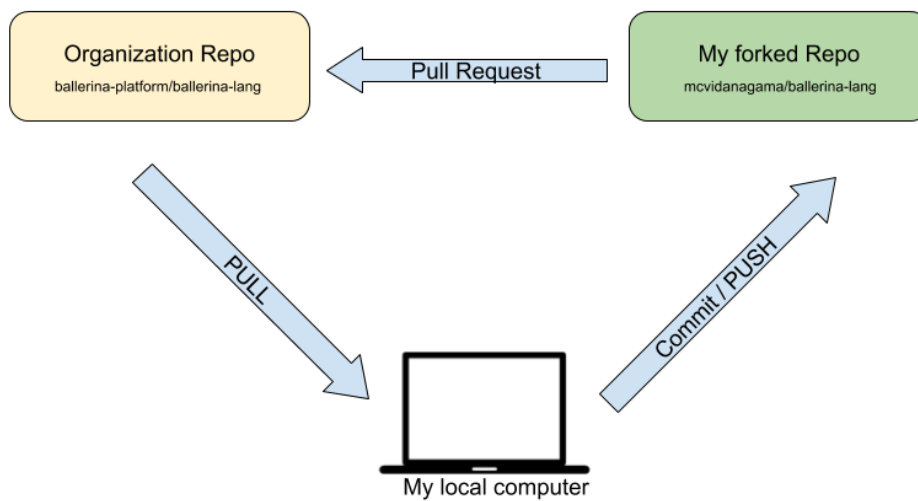 Organization Repo
ballerina-platform/ballerina-lang
Pull Request
My forked Repo
mcvidanagama/ballerina-lang
PULL
Commit / PUSH
My local computer